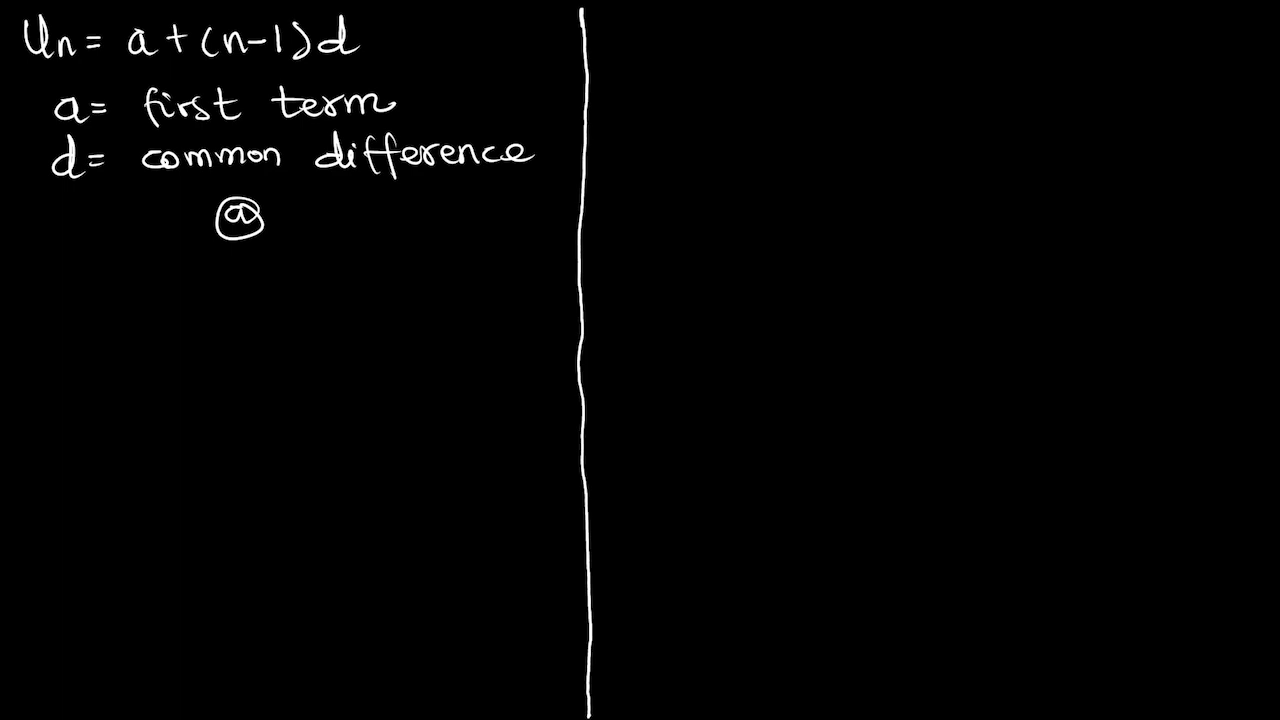 Un = a + (n-1)d
a = first term
d = common difference
ⓐ